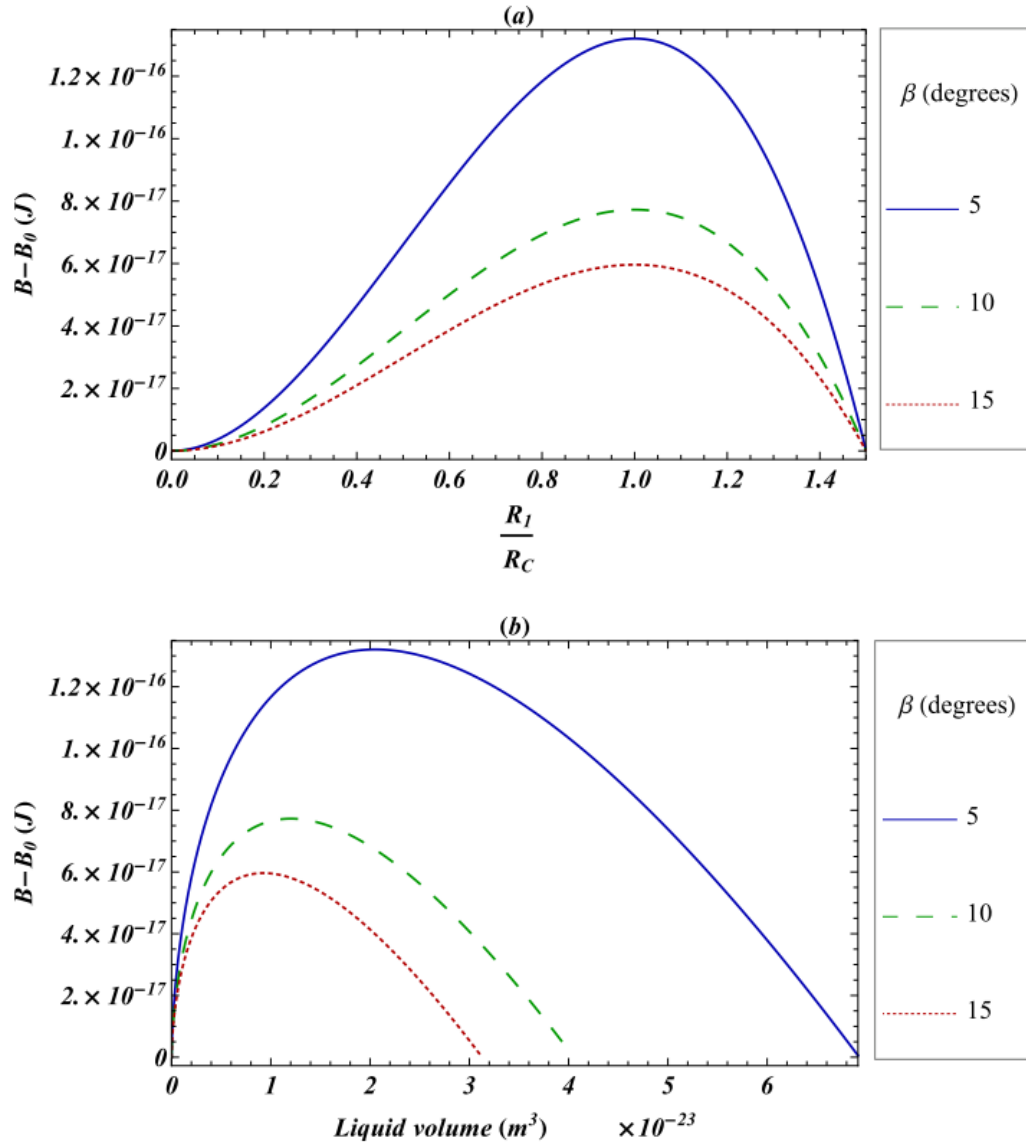 (a)
1.2 × 10⁻¹⁶
1. × 10⁻¹⁶
8. × 10⁻¹⁷
6. × 10⁻¹⁷
4. × 10⁻¹⁷
2. × 10⁻¹⁷
0
B−B₀ (J)
0.0 0.2 0.4 0.6 0.8 1.0 1.2 1.4
R₁
R_C
β (degrees)
5
10
15
(b)
1.2 × 10⁻¹⁶
1. × 10⁻¹⁶
8. × 10⁻¹⁷
6. × 10⁻¹⁷
4. × 10⁻¹⁷
2. × 10⁻¹⁷
0
B−B₀ (J)
0 1 2 3 4 5 6
Liquid volume (m³) ×10⁻²³
β (degrees)
5
10
15